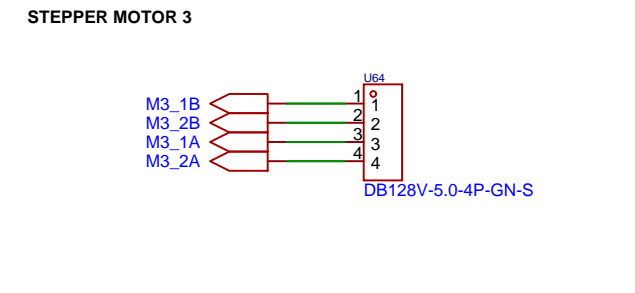 STEPPER MOTOR 3
U64
M3_1B 1 1
M3_2B 2 2
M3_1A 3 3
M3_2A 4 4
DB128V-5.0-4P-GN-S